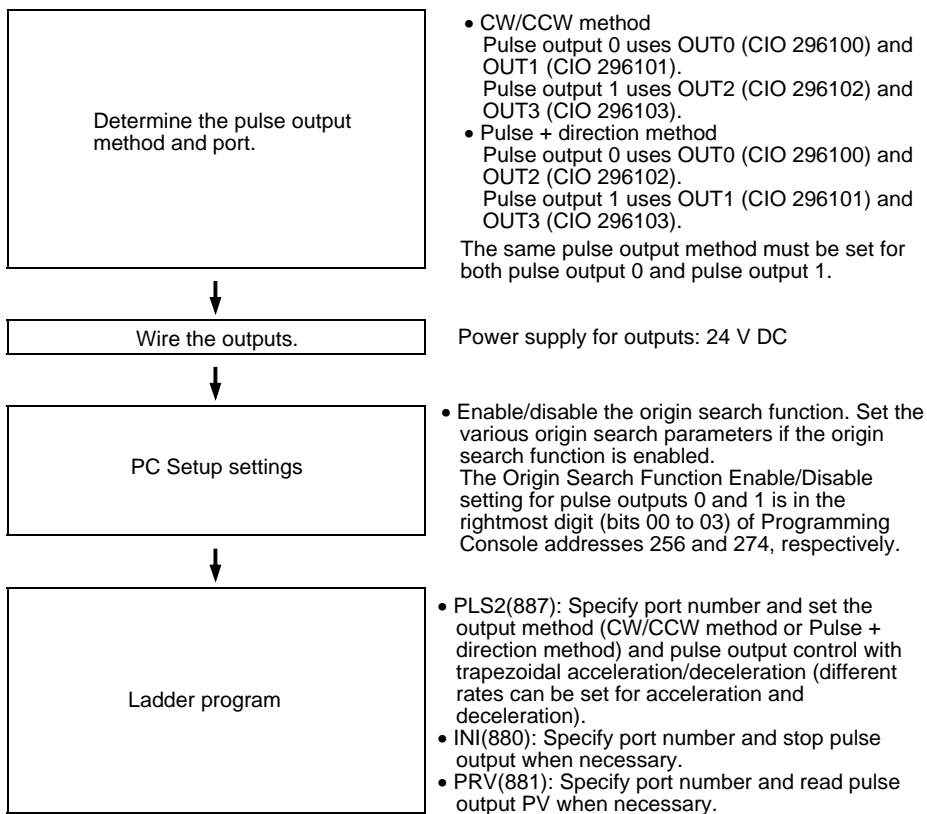 Determine the pulse output
method and port.
• CW/CCW method
Pulse output 0 uses OUT0 (CIO 296100) and
OUT1 (CIO 296101).
Pulse output 1 uses OUT2 (CIO 296102) and
OUT3 (CIO 296103).
• Pulse + direction method
Pulse output 0 uses OUT0 (CIO 296100) and
OUT2 (CIO 296102).
Pulse output 1 uses OUT1 (CIO 296101) and
OUT3 (CIO 296103).
The same pulse output method must be set for
both pulse output 0 and pulse output 1.
Wire the outputs.
Power supply for outputs: 24 V DC
PC Setup settings
• Enable/disable the origin search function. Set the
various origin search parameters if the origin
search function is enabled.
The Origin Search Function Enable/Disable
setting for pulse outputs 0 and 1 is in the
rightmost digit (bits 00 to 03) of Programming
Console addresses 256 and 274, respectively.
Ladder program
• PLS2(887): Specify port number and set the
output method (CW/CCW method or Pulse +
direction method) and pulse output control with
trapezoidal acceleration/deceleration (different
rates can be set for acceleration and
deceleration).
• INI(880): Specify port number and stop pulse
output when necessary.
• PRV(881): Specify port number and read pulse
output PV when necessary.